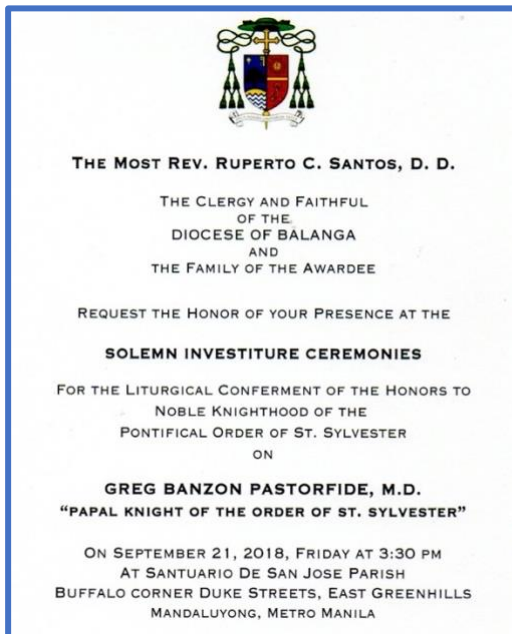 THE MOST REV. RUPERTO C. SANTOS, D. D.
THE CLERGY AND FAITHFUL
OF THE
DIOCESE OF BALANGA
AND
THE FAMILY OF THE AWARDEE
REQUEST THE HONOR OF YOUR PRESENCE AT THE
SOLEMN INVESTITURE CEREMONIES
FOR THE LITURGICAL CONFERMENT OF THE HONORS TO
NOBLE KNIGHTHOOD OF THE
PONTIFICAL ORDER OF ST. SYLVESTER
ON
GREG BANZON PASTORFIDE, M.D.
“PAPAL KNIGHT OF THE ORDER OF ST. SYLVESTER”
ON SEPTEMBER 21, 2018, FRIDAY AT 3:30 PM
AT SANTUARIO DE SAN JOSE PARISH
BUFFALO CORNER DUKE STREETS, EAST GREENHILLS
MANDALUYONG, METRO MANILA